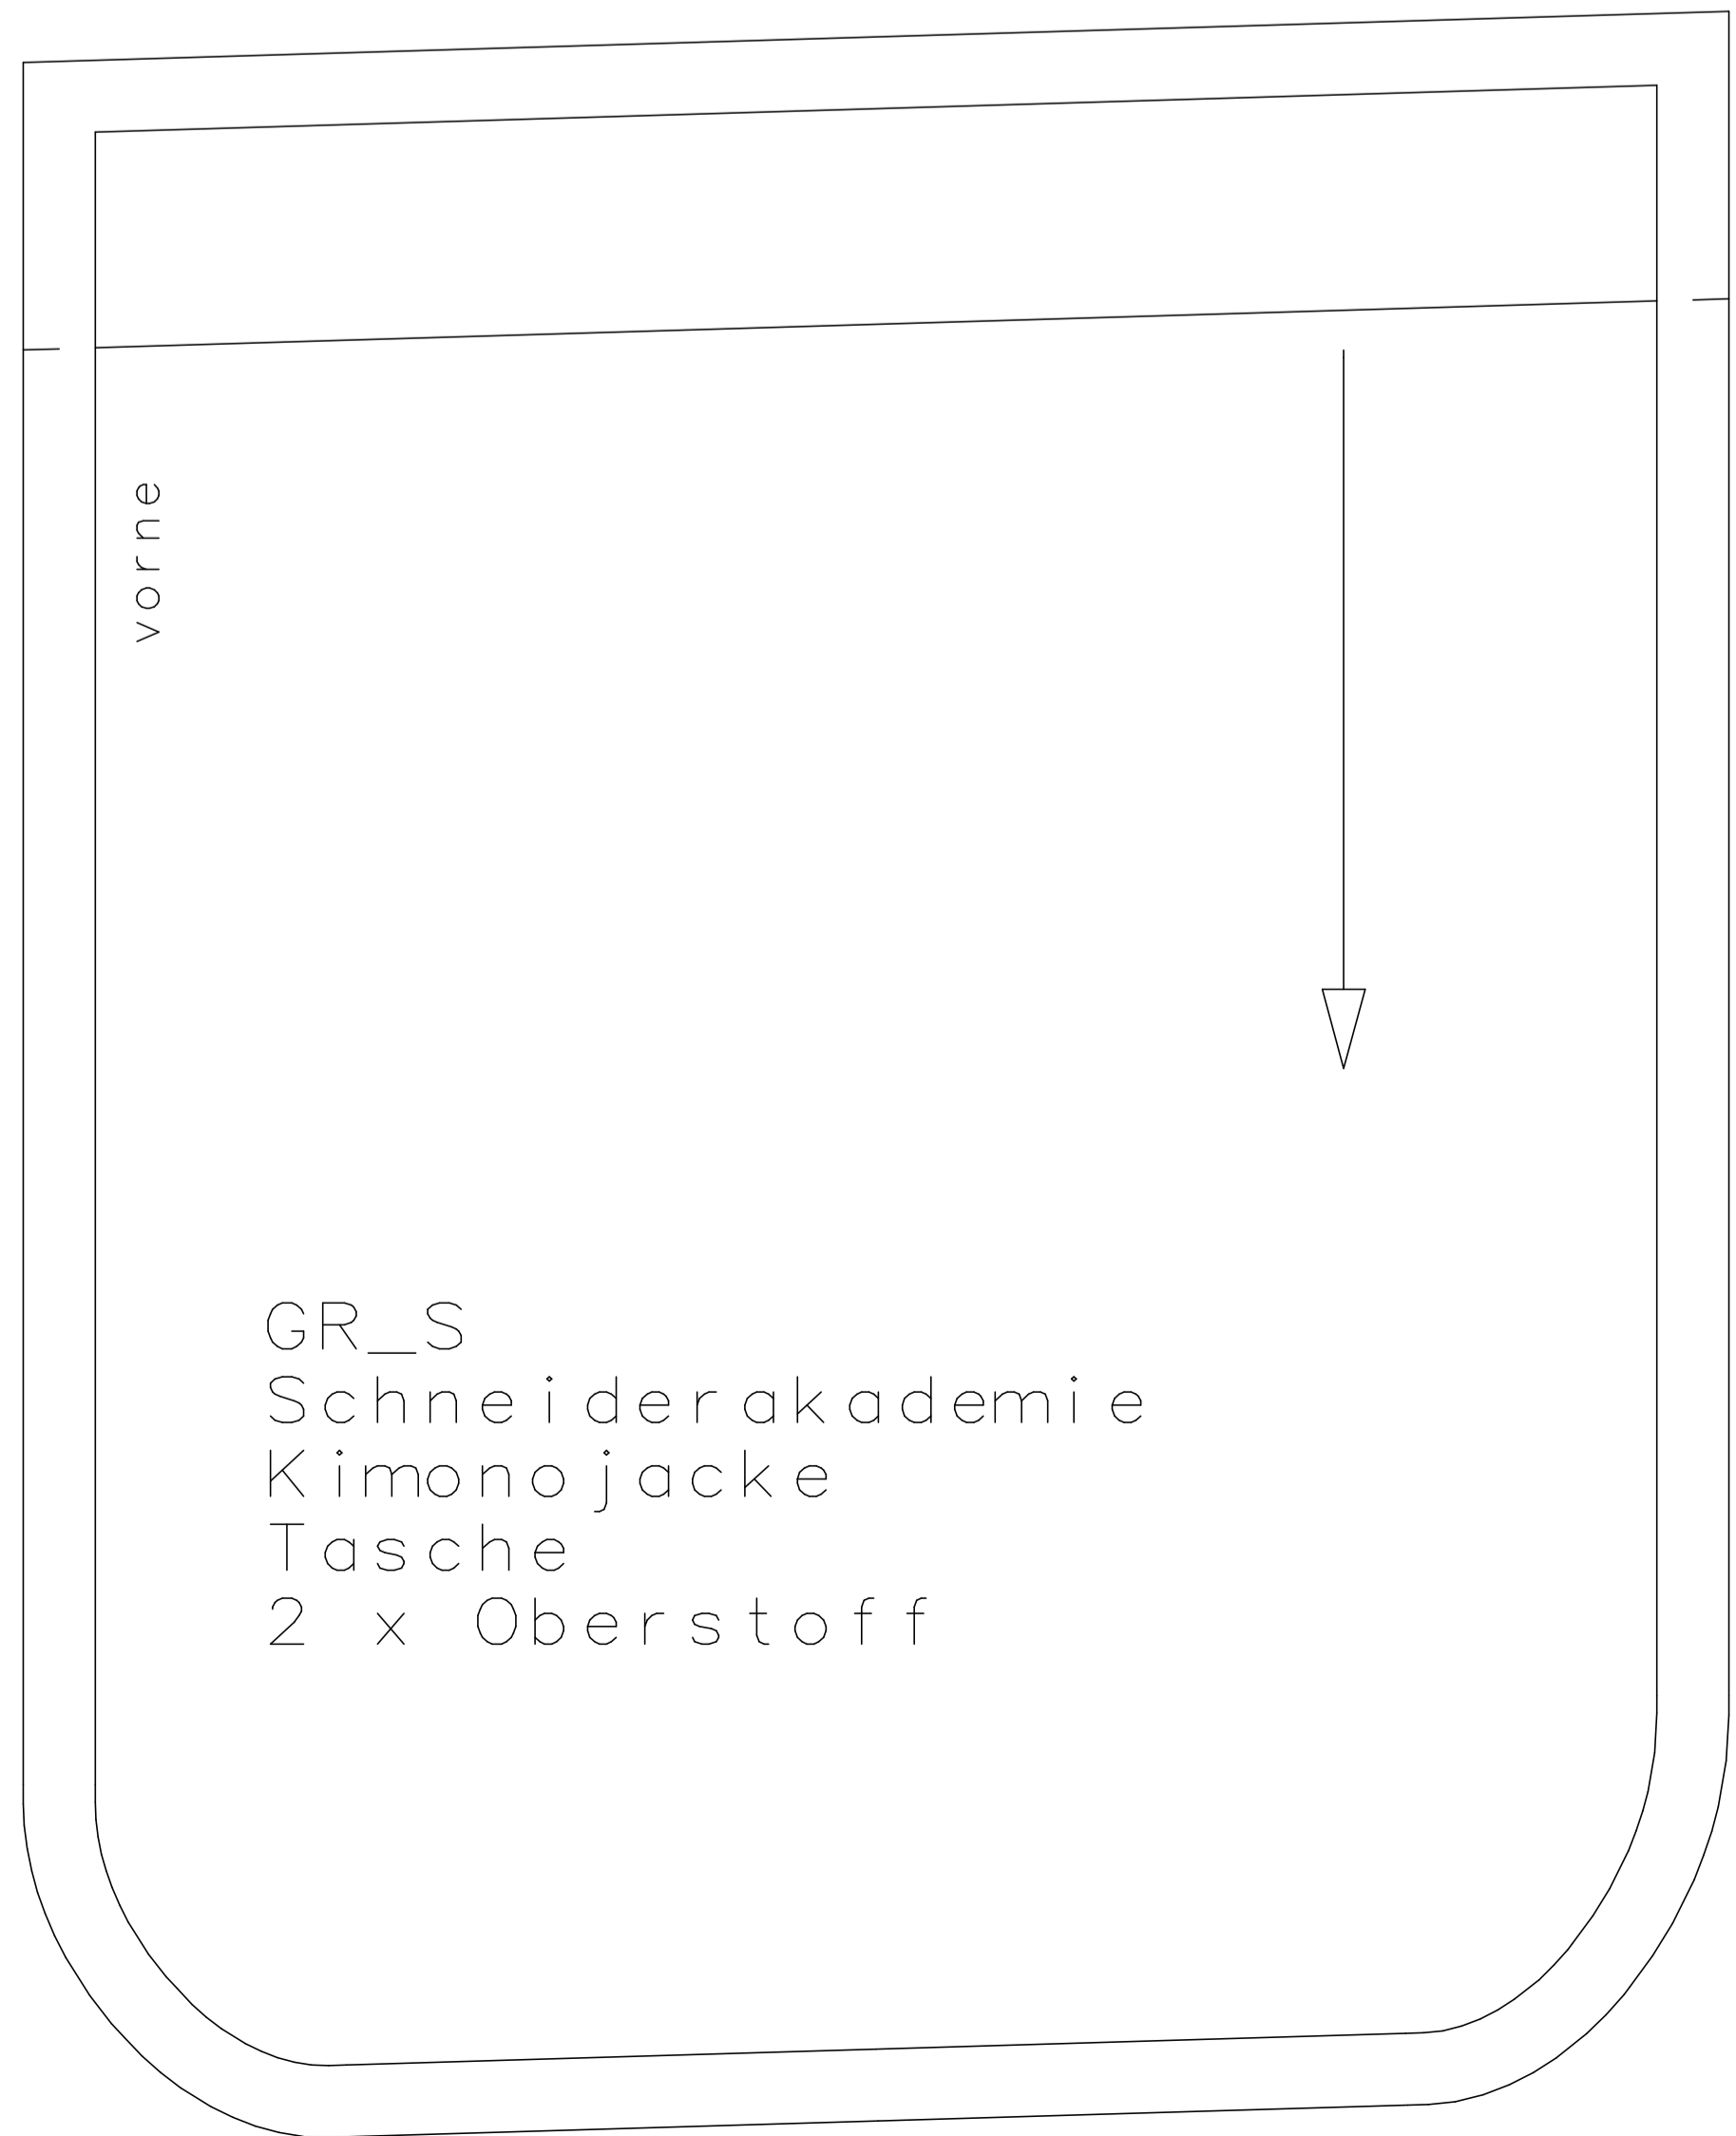 vorne
GR_S
Schneiderakademie
Kimonojacke
Tasche
2 x Oberstoff